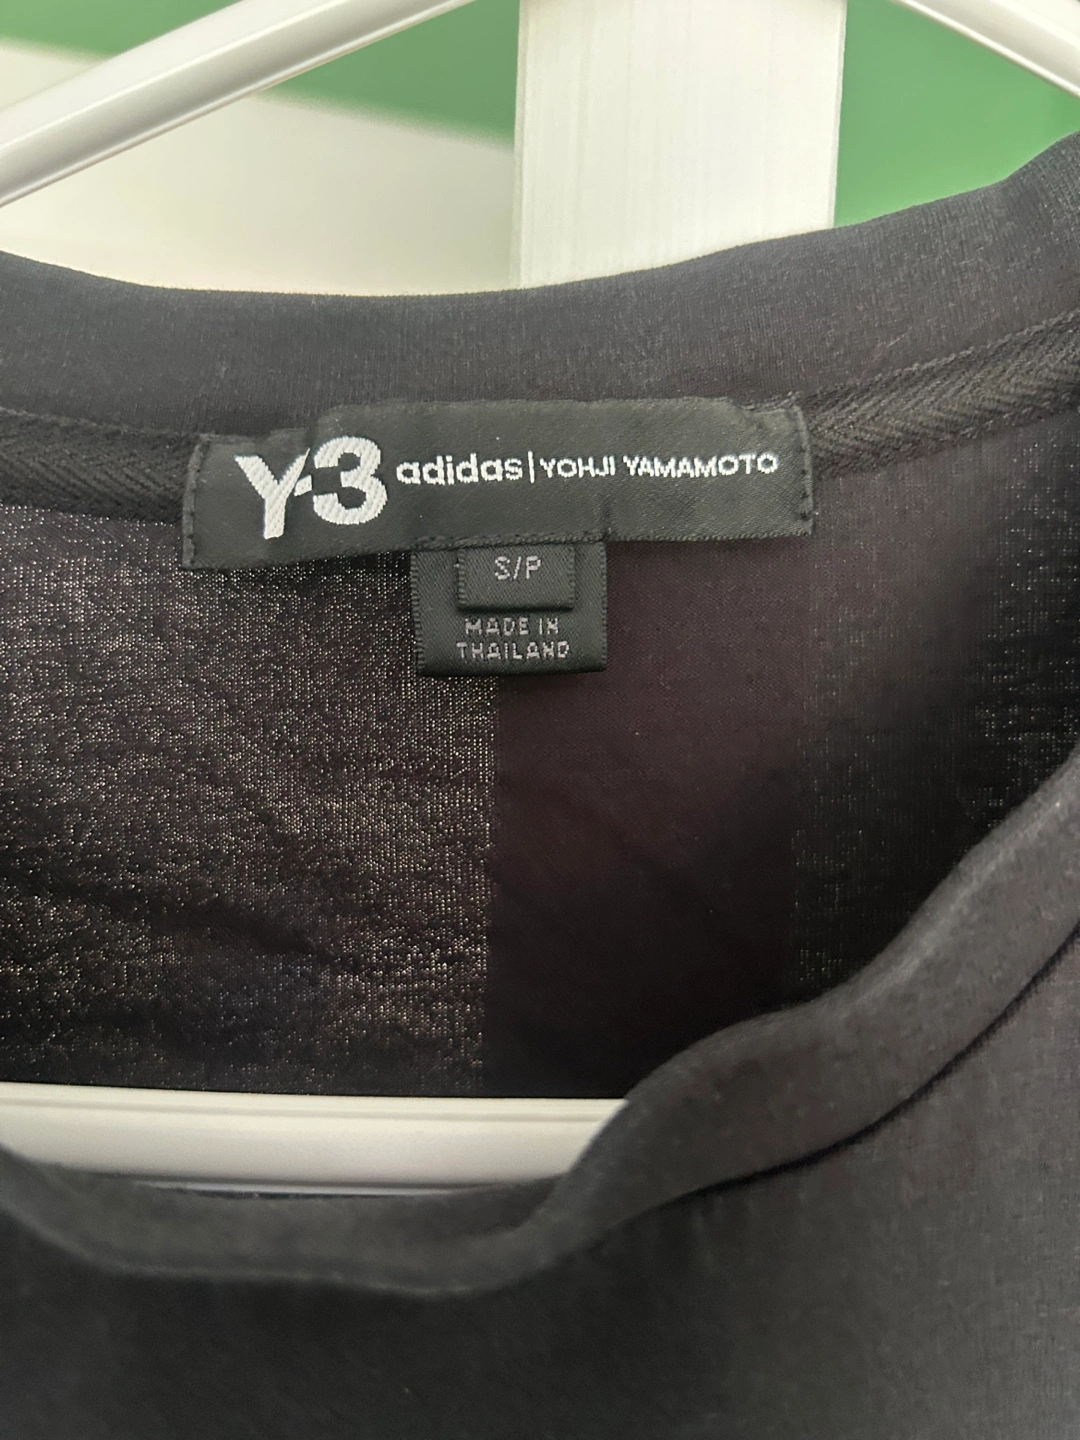 Y-3 adidas | YOHJI YAMAMOTO
S/P
MADE IN
THAILAND